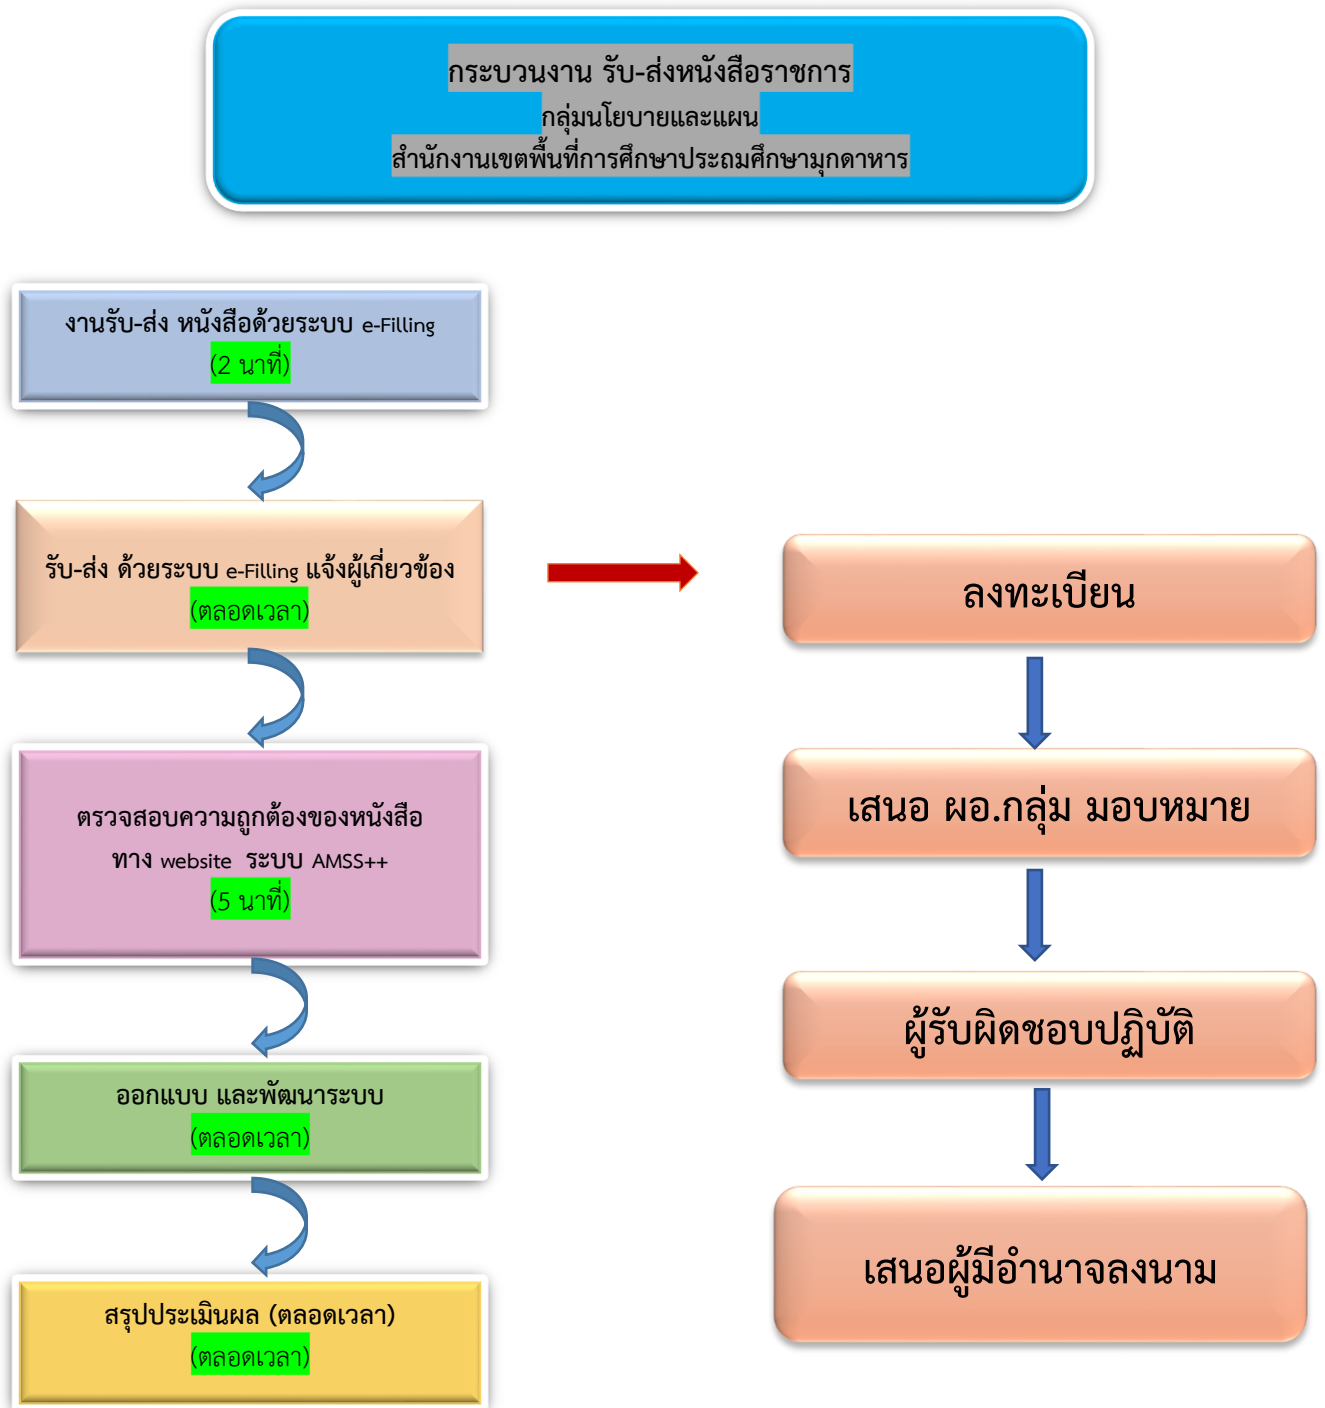 กระบวนงาน รับ-ส่งหนังสือราชการ
กลุ่มนโยบายและแผน
สำนักงานเขตพื้นที่การศึกษาประถมศึกษามุกดาหาร
งานรับ-ส่ง หนังสือด้วยระบบ e-Filling
(2 นาที่)
รับ-ส่ง ด้วยระบบ e-Filling แจ้งผู้เกี่ยวข้อง
(ตลอดเวลา)
ตรวจสอบความถูกต้องของหนังสือ
ทาง website ระบบ AMSS++
(5 นาที่)
ออกแบบ และพัฒนาระบบ
(ตลอดเวลา)
สรุปประเมินผล (ตลอดเวลา)
(ตลอดเวลา)
ลงทะเบียน
เสนอ ผอ.กลุ่ม มอบหมาย
ผู้รับผิดชอบปฏิบัติ
เสนอผู้มีอำนาจลงนาม